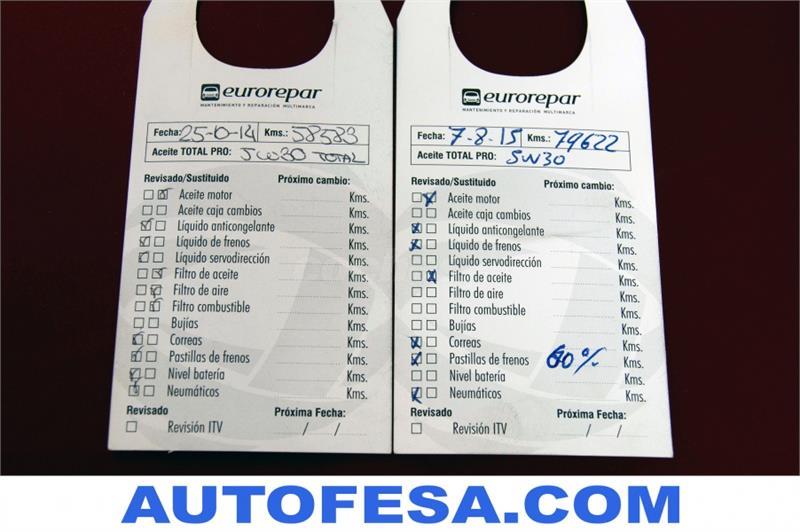 eurorepar
MANTENIMIENTO Y REPARACIÓN MULTIMARCA
Fecha: 25-0-14 Kms.: 58583
Aceite TOTAL PRO: 5W30 TOTAL
Revisado/Sustituido Próximo cambio:
Aceite motor Kms.
Aceite caja cambios Kms.
Líquido anticongelante Kms.
Líquido de frenos Kms.
Líquido servodirección Kms.
Filtro de aceite Kms.
Filtro de aire Kms.
Filtro combustible Kms.
Bujías Kms.
Correas Kms.
Pastillas de frenos Kms.
Nivel batería Kms.
Neumáticos Kms.
Revisado Próxima Fecha:
Revisión ITV / /
eurorepar
MANTENIMIENTO Y REPARACIÓN MULTIMARCA
Fecha: 7-8-15 Kms.: 79622
Aceite TOTAL PRO: 5W30
Revisado/Sustituido Próximo cambio:
Aceite motor Kms.
Aceite caja cambios Kms.
Líquido anticongelante Kms.
Líquido de frenos Kms.
Líquido servodirección Kms.
Filtro de aceite Kms.
Filtro de aire Kms.
Filtro combustible Kms.
Bujías Kms.
Correas Kms.
Pastillas de frenos 60% Kms.
Nivel batería Kms.
Neumáticos Kms.
Revisado Próxima Fecha:
Revisión ITV / /
AUTOFESA.COM